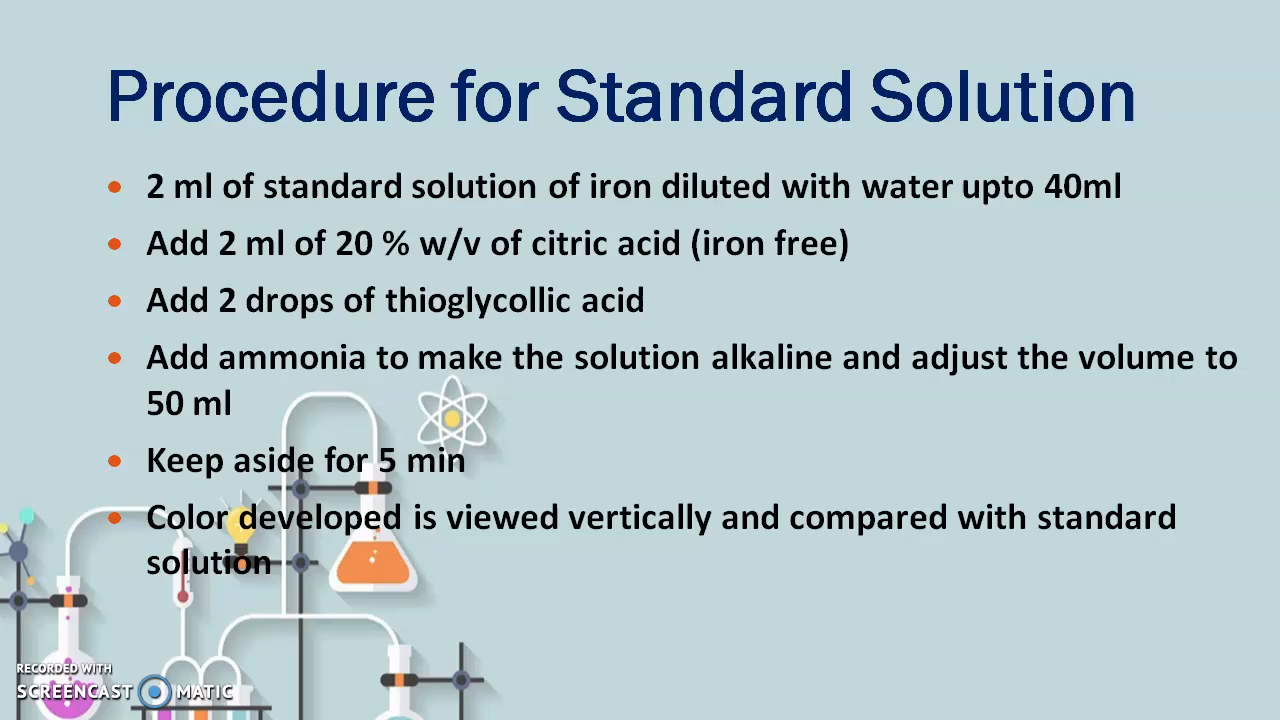 Procedure for Standard Solution
• 2 ml of standard solution of iron diluted with water upto 40ml
• Add 2 ml of 20 % w/v of citric acid (iron free)
• Add 2 drops of thioglycollic acid
• Add ammonia to make the solution alkaline and adjust the volume to
50 ml
• Keep aside for 5 min
• Color developed is viewed vertically and compared with standard
solution
RECORDED WITH
SCREENCAST MATIC